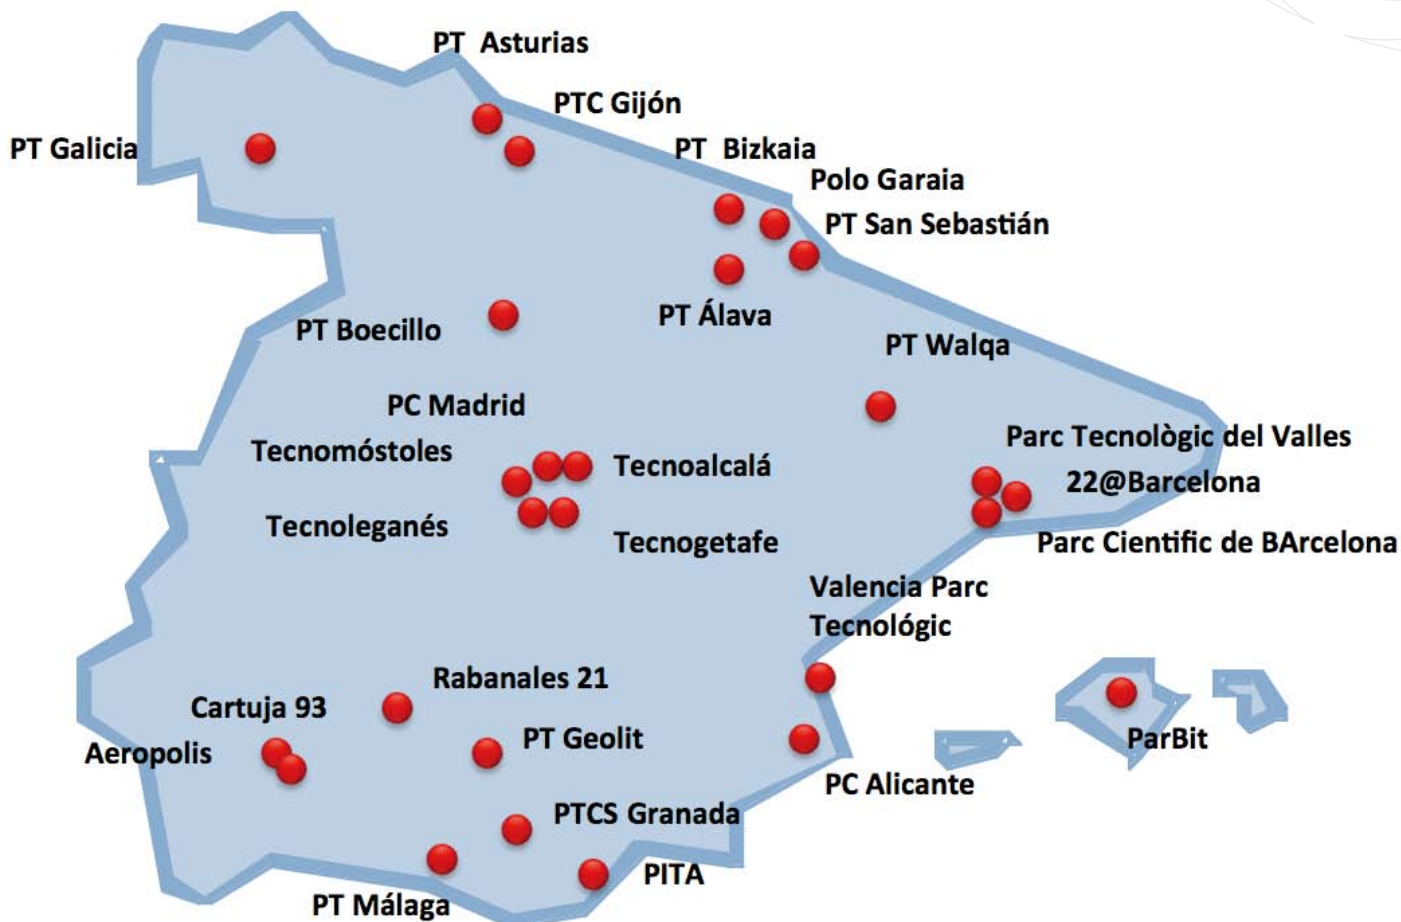 PT Asturias
PTC Gijón
PT Galicia
PT Bizkaia
Polo Garaia
PT San Sebastián
PT Álava
PT Boecillo
PT Walqa
PC Madrid
Parc Tecnològic del Valles
Tecnomóstoles
Tecnoalcalá
22@Barcelona
Tecnoleganés
Tecnogetafe
Parc Cientific de BArcelona
Valencia Parc
Tecnológic
Rabanales 21
Cartuja 93
PT Geolit
ParBit
Aeropolis
PC Alicante
PTCS Granada
PITA
PT Málaga